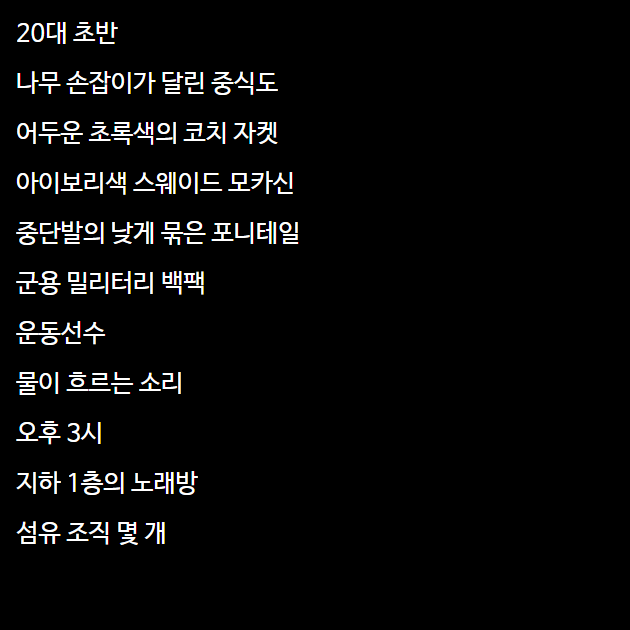 20대 초반
나무 손잡이가 달린 중식도
어두운 초록색의 코치 자켓
아이보리색 스웨이드 모카신
중단발의 낮게 묶은 포니테일
군용 밀리터리 백팩
운동선수
물이 흐르는 소리
오후 3시
지하 1층의 노래방
섬유 조직 몇 개